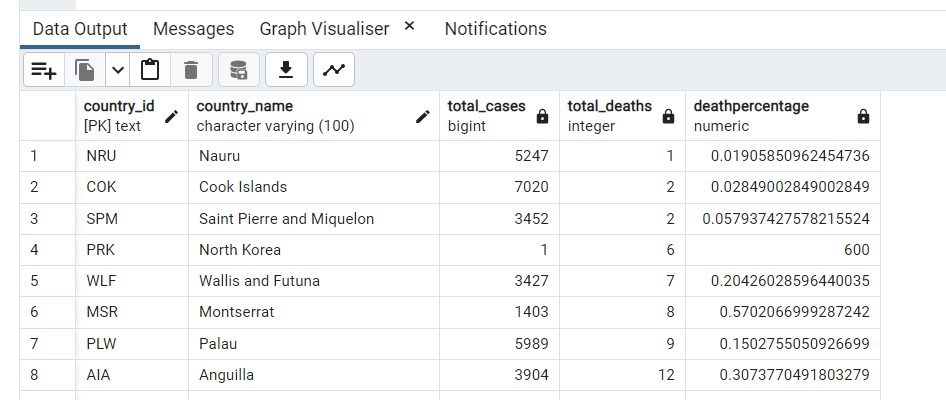 Data Output Messages Graph Visualiser × Notifications
country_id country_name total_cases total_deaths deathpercentage
[PK] text character varying (100) bigint integer numeric
1 NRU Nauru 5247 1 0.01905850962454736
2 COK Cook Islands 7020 2 0.02849002849002849
3 SPM Saint Pierre and Miquelon 3452 2 0.057937427578215524
4 PRK North Korea 1 6 600
5 WLF Wallis and Futuna 3427 7 0.20426028596440035
6 MSR Montserrat 1403 8 0.5702066999287242
7 PLW Palau 5989 9 0.1502755050926699
8 AIA Anguilla 3904 12 0.3073770491803279